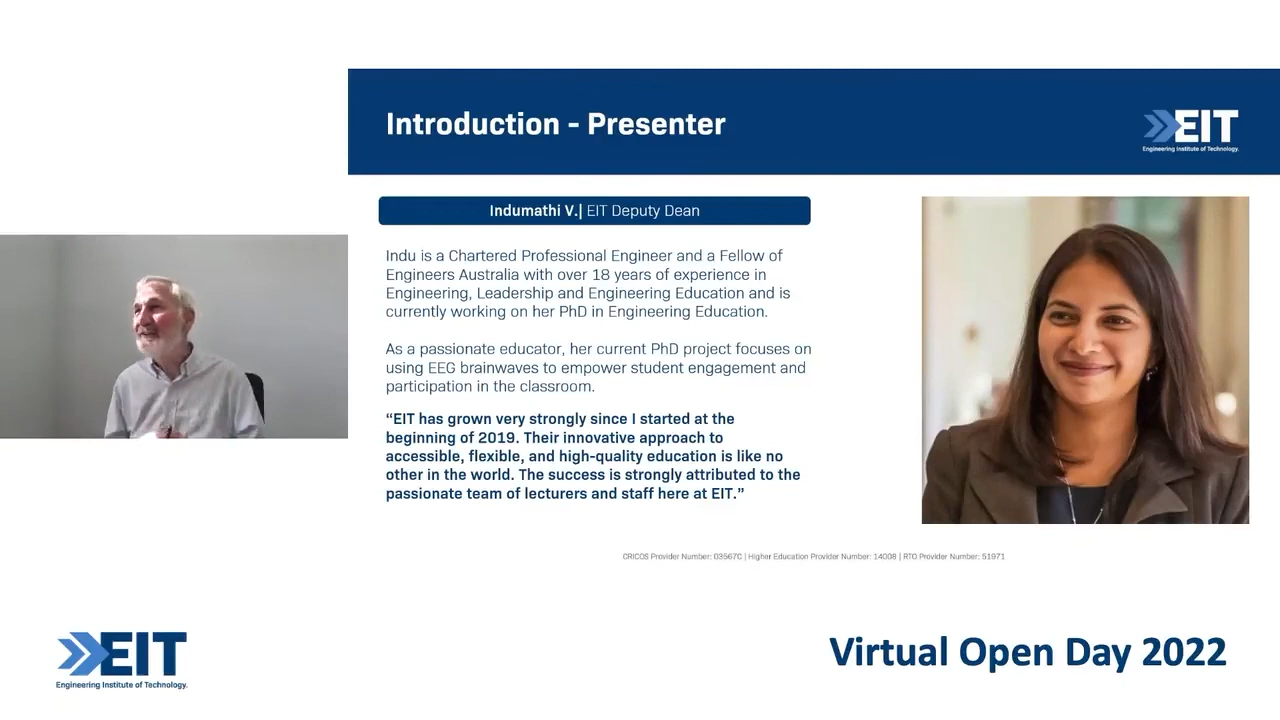 Introduction - Presenter
EIT
Engineering Institute of Technology.
Indumathi V.| EIT Deputy Dean
Indu is a Chartered Professional Engineer and a Fellow of
Engineers Australia with over 18 years of experience in
Engineering, Leadership and Engineering Education and is
currently working on her PhD in Engineering Education.
As a passionate educator, her current PhD project focuses on
using EEG brainwaves to empower student engagement and
participation in the classroom.
“EIT has grown very strongly since I started at the
beginning of 2019. Their innovative approach to
accessible, flexible, and high-quality education is like no
other in the world. The success is strongly attributed to the
passionate team of lecturers and staff here at EIT.”
CRICOS Provider Number: 03567C | Higher Education Provider Number: 14008 | RTO Provider Number: 51971
EIT
Engineering Institute of Technology.
Virtual Open Day 2022